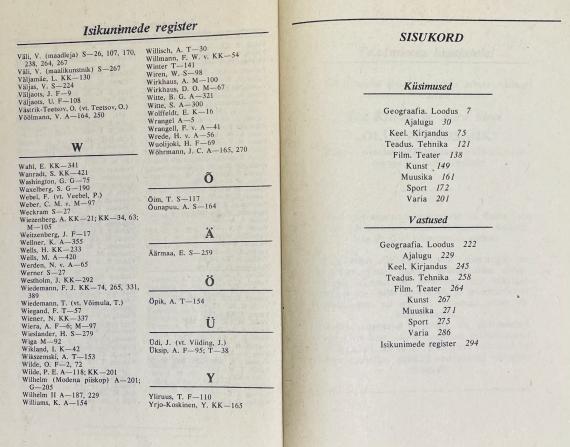 Isikunimede register
Väli, V. (maadleja) S—26, 107, 170,
238, 264, 267
Väli, V. (maalikunstnik) S—267
Väljamäe, L. KK—130
Väljas, V. S—224
Väljaots, J. F—9
Väljaots, U. F—108
Västrik-Teetsov, O. (vt. Teetsov, O.)
Võõlmann, V. A—164, 250
W
Wahl, E. KK—341
Wanradt, S. KK—421
Washington, G. G—75
Waxelberg, S. G—190
Webel, F. (vt. Veebel, P.)
Weber, C. M. v. M—97
Weckram S—27
Wiezenberg, A. KK—21; KK—34, 63;
M—105
Weitzenberg, J. F—17
Wellner, K. A—355
Wells, H. KK—233
Wells, M. A—420
Werden, N. v. A—65
Werner S—27
Westholm, J. KK—292
Wiedemann, F. J. KK—74, 265, 331,
389
Wiedemann, T. (vt. Võimula, T.)
Wiegand, F. T—57
Wiener, N. KK—337
Wiera, A. F—6; M—97
Wieslander, H. S—279
Wiga M—92
Wikland, I. K—42
Wikszemski, A. T—153
Wilde, O. F—2, 72
Wilde, P. E. A—118; KK—201
Wilhelm (Modena piiskop) A—201;
G—205
Wilhelm II A—187, 229
Williams, K. A—154
Willisch, A. T—30
Willmann, F. W. v. KK—54
Winter T—141
Wiren, W. S—98
Wirkhaus, A. M—100
Wirkhaus, D. O. M—67
Witte, B. G. A—321
Witte, S. A—300
Wolffeldt, E. K—16
Wrangel A—5
Wrangell, F. v. A—41
Wrede, H. v. A—56
Wuolijoki, H. F—69
Wöhrmann, J. C. A—165, 270
Õ
Õim, T. S—117
Õunapuu, A. S—164
Ä
Äärmaa, E. S—259
Ö
Öpik, A. T—154
Ü
Üdi, J. (vt. Viiding, J.)
Üksip, A. F—95; T—38
Y
Yliruus, T. F—110
Yrjo-Koskinen, Y. KK—165
SISUKORD
Küsimused
Geograafia. Loodus 7
Ajalugu 30
Keel. Kirjandus 75
Teadus. Tehnika 121
Film. Teater 138
Kunst 149
Muusika 161
Sport 172
Varia 201
Vastused
Geograafia. Loodus 222
Ajalugu 229
Keel. Kirjandus 245
Teadus. Tehnika 258
Film. Teater 264
Kunst 267
Muusika 271
Sport 275
Varia 286
Isikunimede register 294